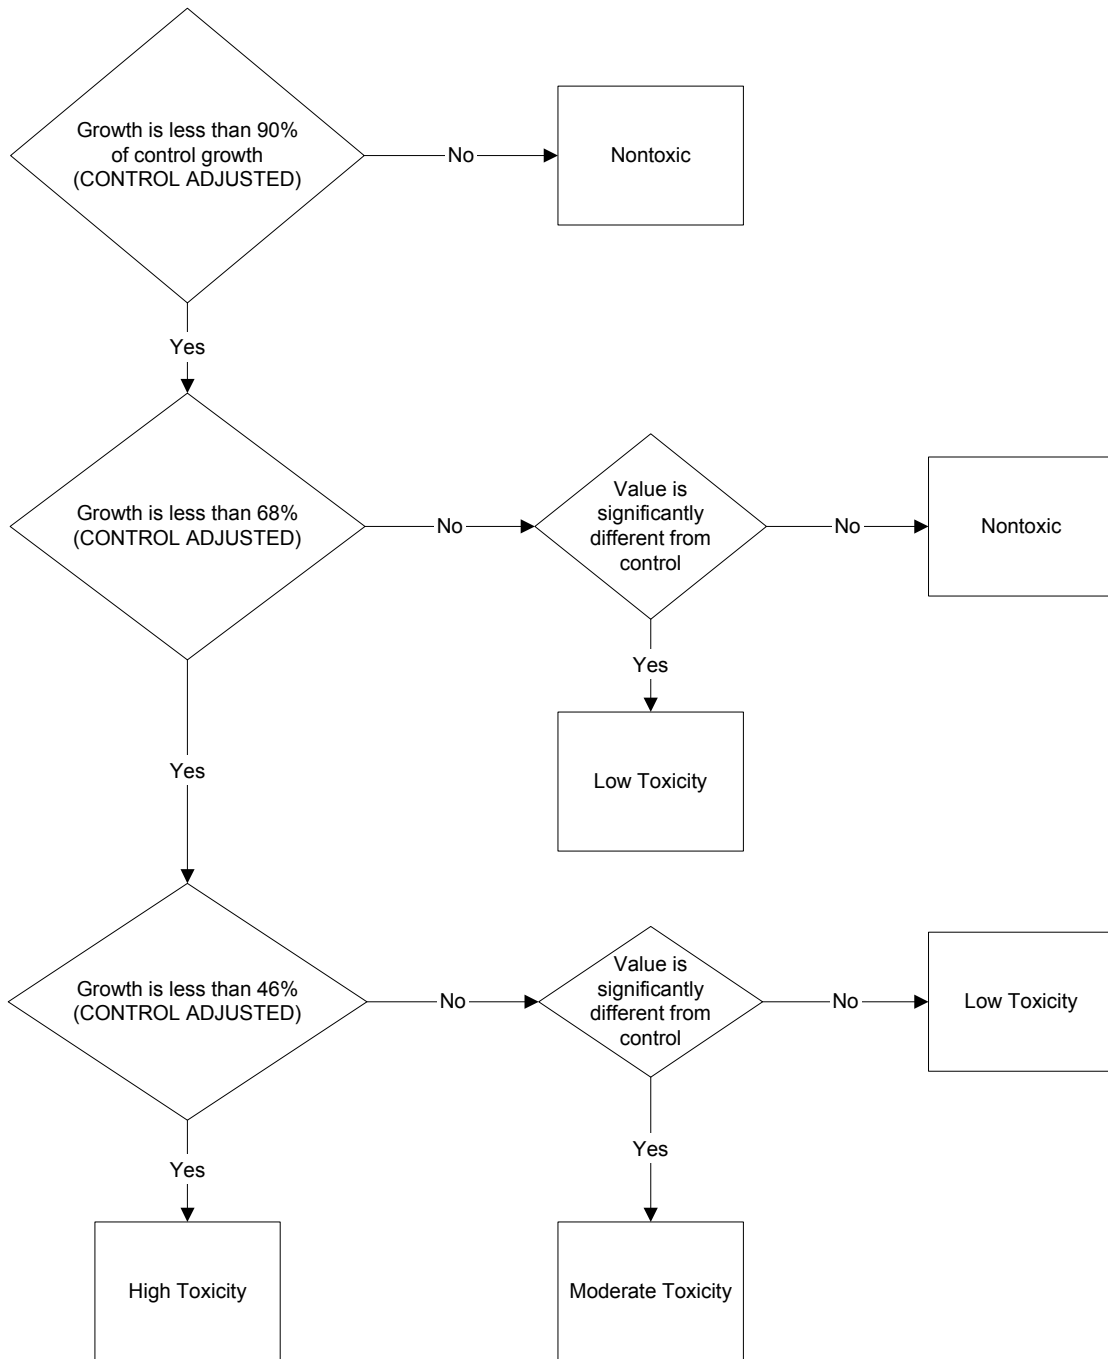 Growth is less than 90%
of control growth
(CONTROL ADJUSTED)
No
Nontoxic
Yes
Growth is less than 68%
(CONTROL ADJUSTED)
No
Value is
significantly
different from
control
No
Nontoxic
Yes
Low Toxicity
Yes
Growth is less than 46%
(CONTROL ADJUSTED)
No
Value is
significantly
different from
control
No
Low Toxicity
Yes
Yes
High Toxicity
Moderate Toxicity